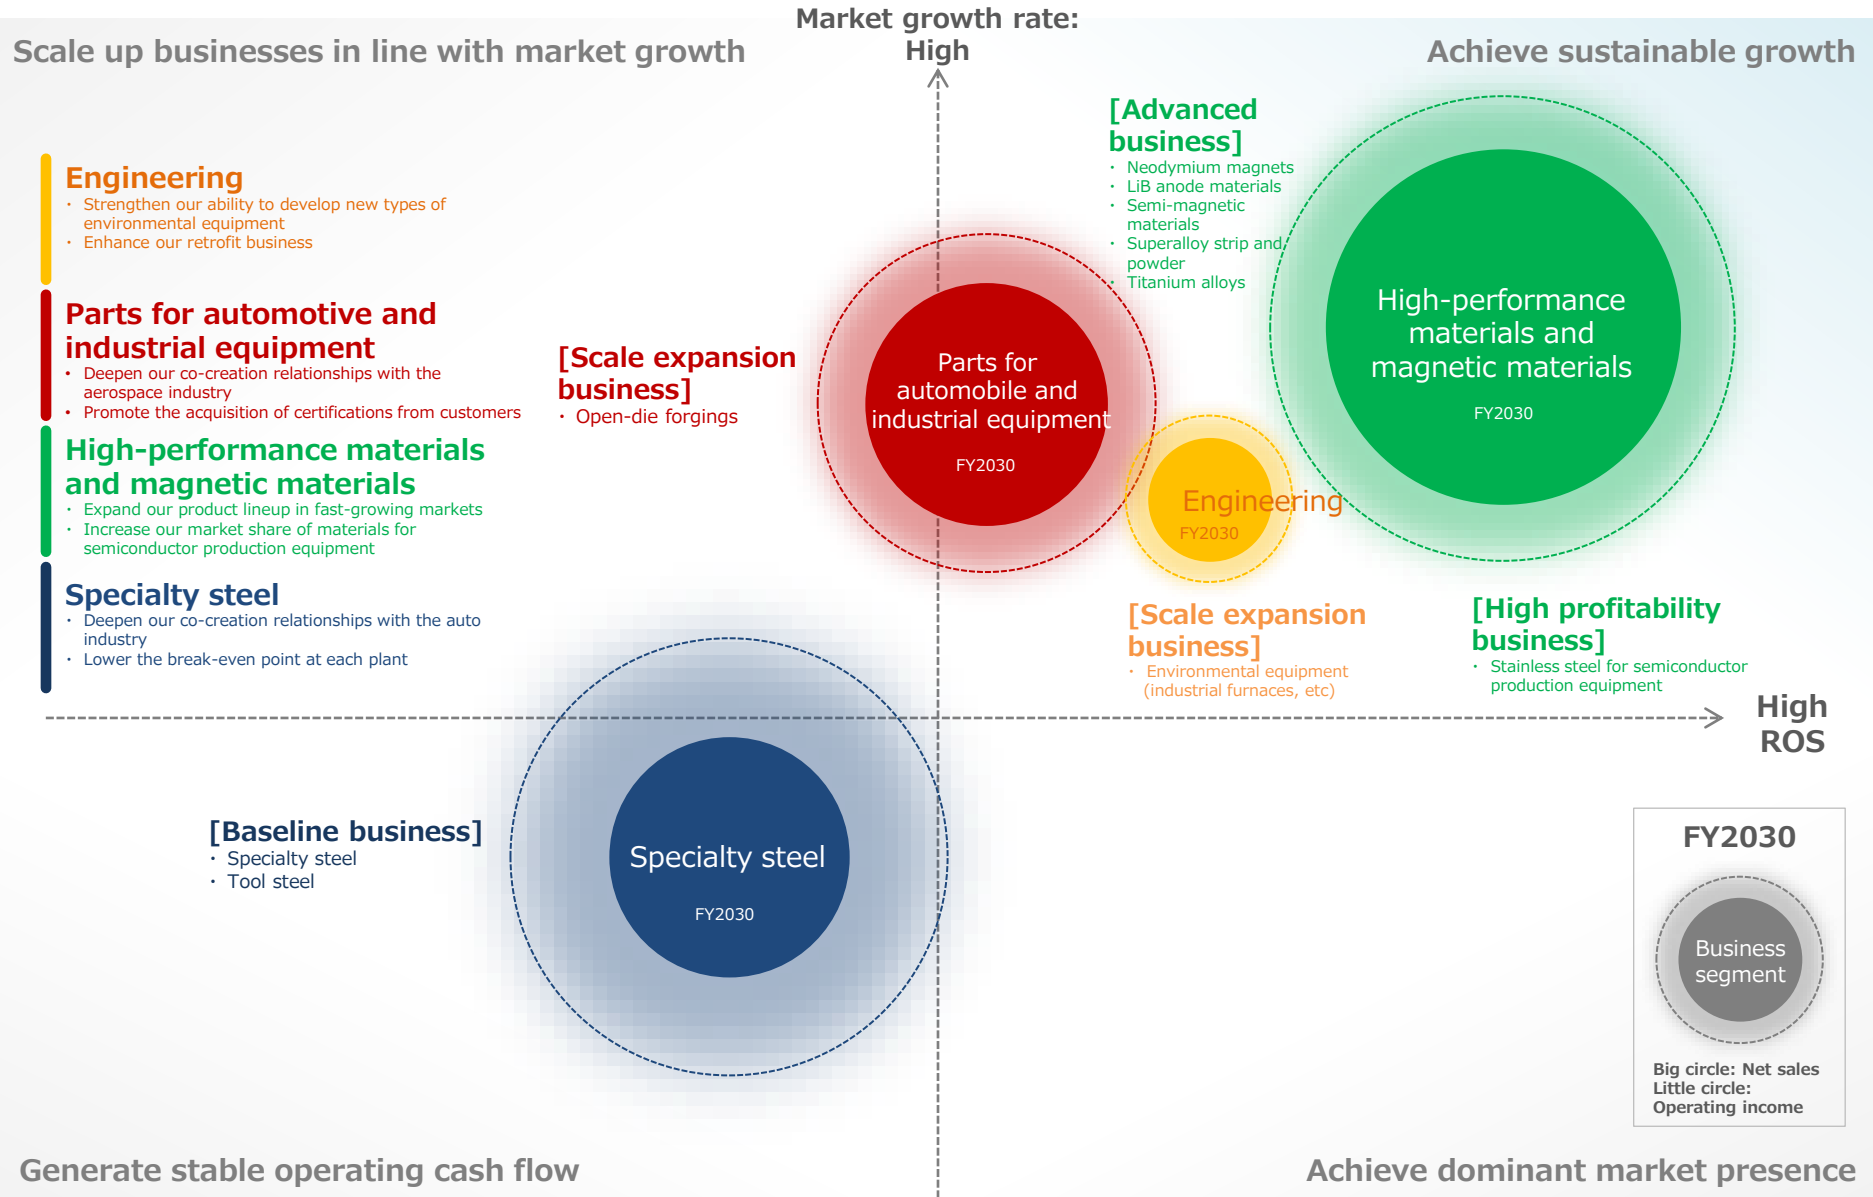 Market growth rate:
High
Scale up businesses in line with market growth
Achieve sustainable growth
Engineering
・ Strengthen our ability to develop new types of
environmental equipment
・ Enhance our retrofit business
Parts for automotive and
industrial equipment
• Deepen our co-creation relationships with the
aerospace industry
• Promote the acquisition of certifications from customers
High-performance materials
and magnetic materials
・ Expand our product lineup in fast-growing markets
・ Increase our market share of materials for
semiconductor production equipment
Specialty steel
・ Deepen our co-creation relationships with the auto
industry
・ Lower the break-even point at each plant
[Scale expansion
business]
・ Open-die forgings
Parts for
automobile and
industrial equipment
FY2030
[Advanced
business]
・ Neodymium magnets
・ LiB anode materials
・ Semi-magnetic
materials
・ Superalloy strip and
powder
・ Titanium alloys
High-performance
materials and
magnetic materials
FY2030
Engineering
FY2030
[Scale expansion
business]
・ Environmental equipment
(industrial furnaces, etc)
[High profitability
business]
・ Stainless steel for semiconductor
production equipment
High
ROS
[Baseline business]
・ Specialty steel
・ Tool steel
Specialty steel
FY2030
FY2030
Business
segment
Big circle: Net sales
Little circle:
Operating income
Generate stable operating cash flow
Achieve dominant market presence